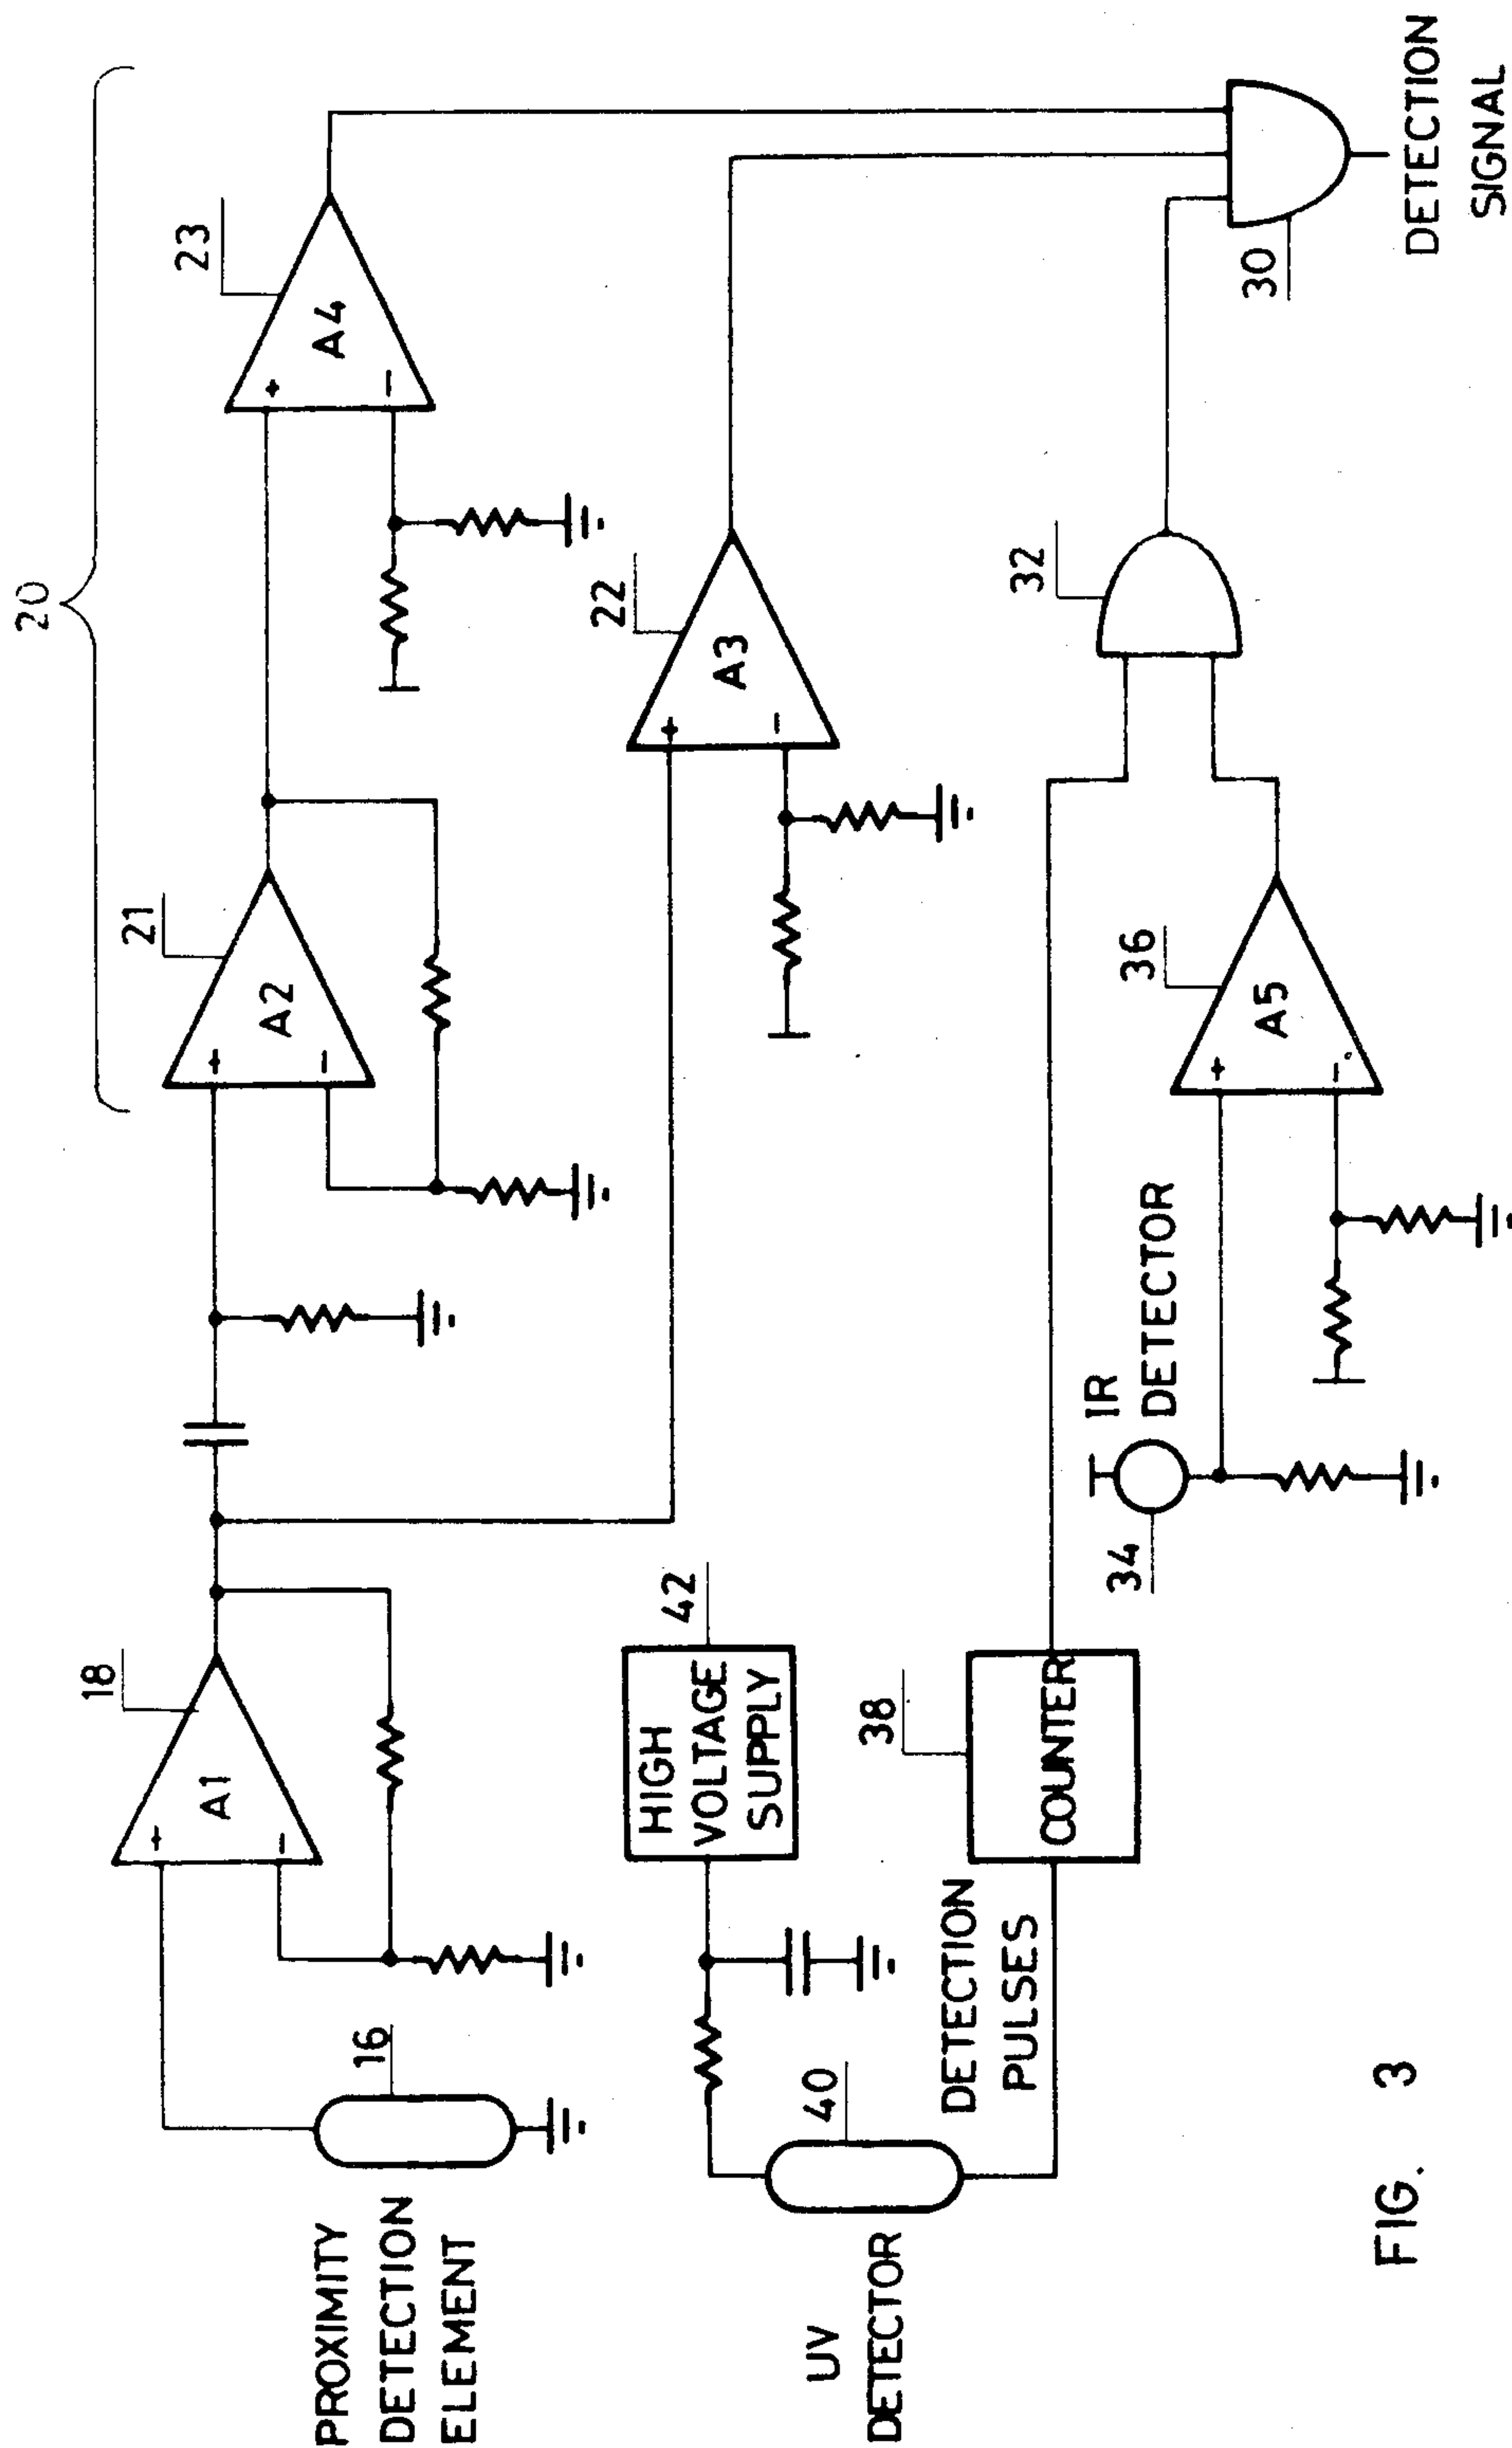 20
18
A1
+
−
21
A2
+
−
23
A4
+
−
PROXIMITY
DETECTION
ELEMENT
16
22
A3
+
−
42
HIGH
VOLTAGE
SUPPLY
UV
DETECTOR
40
DETECTION
PULSES
38
COUNTER
32
34
IR
DETECTOR
36
A5
+
−
30
DETECTION
SIGNAL
FIG. 3